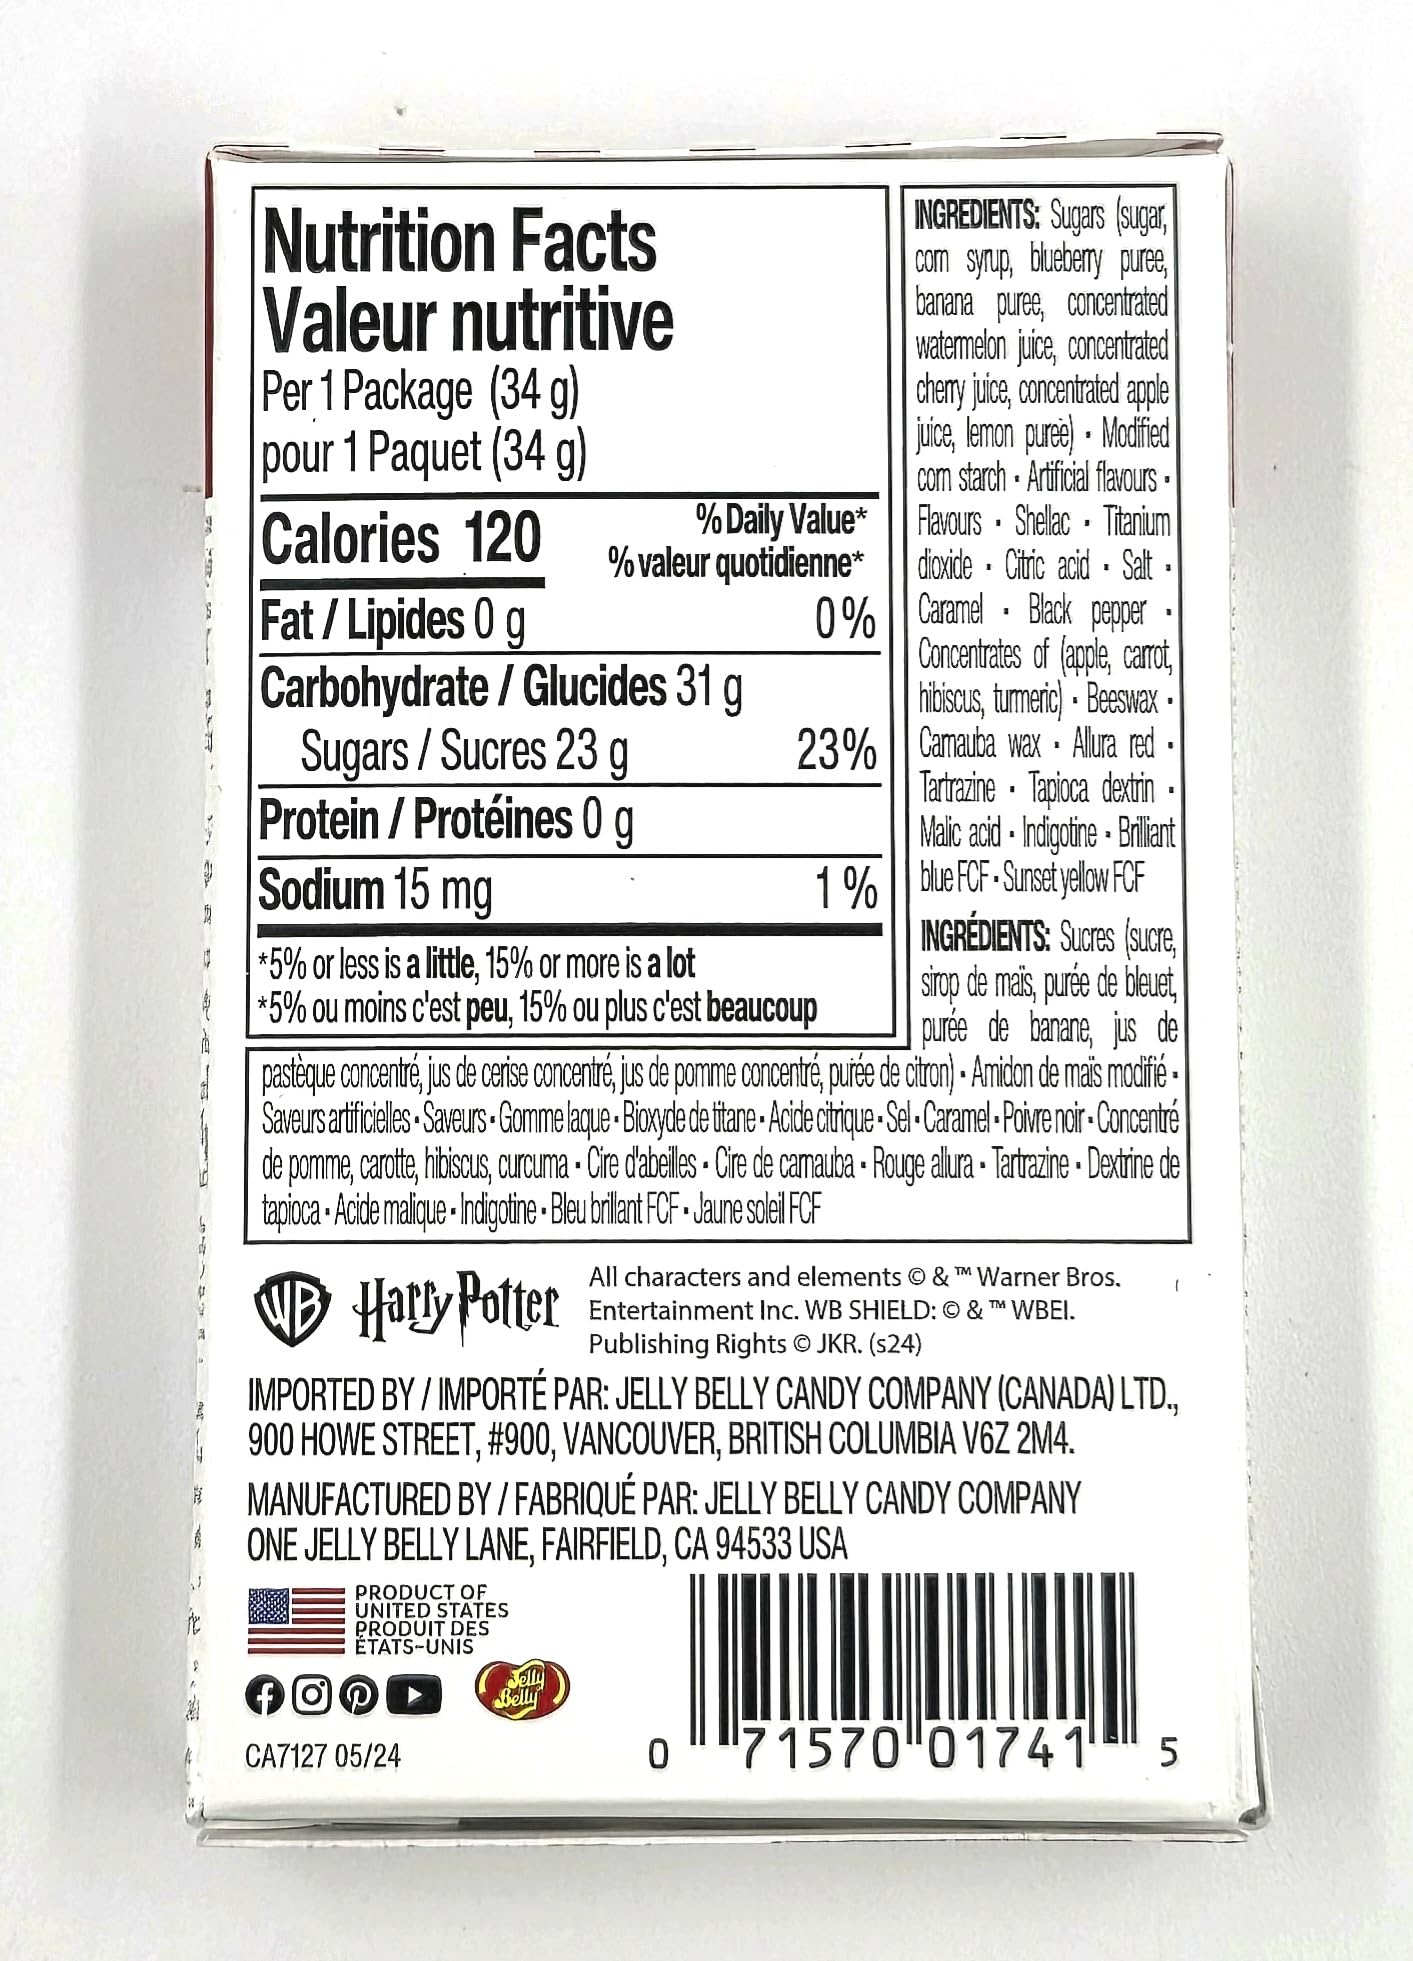 Nutrition Facts
Valeur nutritive
Per 1 Package (34 g)
pour 1 Paquet (34 g)
Calories 120
% Daily Value*
% valeur quotidienne*
Fat / Lipides 0 g 0 %
Carbohydrate / Glucides 31 g
Sugars / Sucres 23 g 23%
Protein / Protéines 0 g
Sodium 15 mg 1 %
*5% or less is a little, 15% or more is a lot
*5% ou moins c'est peu, 15% ou plus c'est beaucoup
INGREDIENTS: Sugars (sugar,
corn syrup, blueberry puree,
banana puree, concentrated
watermelon juice, concentrated
cherry juice, concentrated apple
juice, lemon pureè) • Modified
corn starch • Artificial flavours •
Flavours • Shellac • Titanium
dioxide • Citric acid • Salt •
Caramel • Black pepper •
Concentrates of (apple, carrot,
hibiscus, turmeric) • Beeswax •
Carnauba wax • Allura red •
Tartrazine • Tapioca dextrin •
Malic acid • Indigotine • Brilliant
blue FCF • Sunset yellow FCF
INGRÉDIENTS: Sucres (sucre,
sirop de maïs, purée de bleuet,
purée de banane, jus de
pastèque concentré, jus de cerise concentré, jus de pomme concentré, purée de citron) • Amidon de maïs modifié •
Saveurs artificielles • Saveurs • Gomme laque • Bioxyde de titane • Acide citrique • Sel • Caramel • Poivre noir • Concentré
de pomme, carotte, hibiscus, curcuma • Cire d'abeilles • Cire de carnauba • Rouge allura • Tartrazine • Dextrine de
tapioca • Acide malique • Indigotine • Bleu brillant FCF • Jaune soleil FCF
WB Harry Potter
All characters and elements © & ™ Warner Bros.
Entertainment Inc. WB SHIELD: © & ™ WBEI.
Publishing Rights © JKR. (s24)
IMPORTED BY / IMPORTÉ PAR: JELLY BELLY CANDY COMPANY (CANADA) LTD.,
900 HOWE STREET, #900, VANCOUVER, BRITISH COLUMBIA V6Z 2M4.
MANUFACTURED BY / FABRIQUÉ PAR: JELLY BELLY CANDY COMPANY
ONE JELLY BELLY LANE, FAIRFIELD, CA 94533 USA
PRODUCT OF
UNITED STATES
PRODUIT DES
ÉTATS-UNIS
Jelly
Belly
CA7127 05/24
0 71570 01741 5